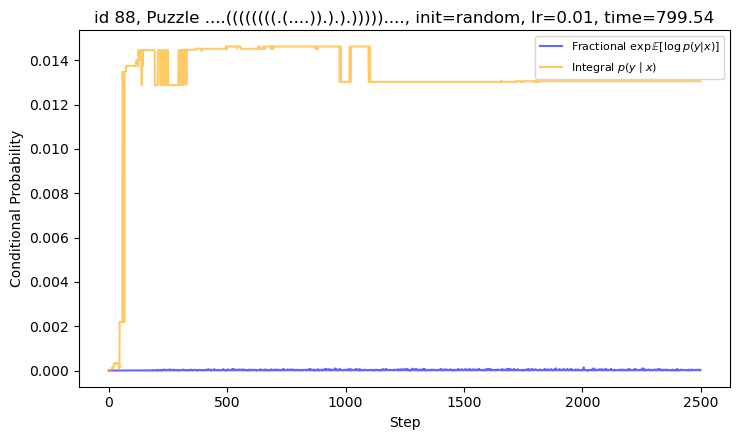 id 88, Puzzle ....((((((((.(.(....)).).).)))))...., init=random, lr=0.01, time=799.54
Conditional Probability
0.014
0.012
0.010
0.008
0.006
0.004
0.002
0.000
Fractional exp𝔼[log p(y|x)]
Integral p(y | x)
0
500
1000
1500
2000
2500
Step